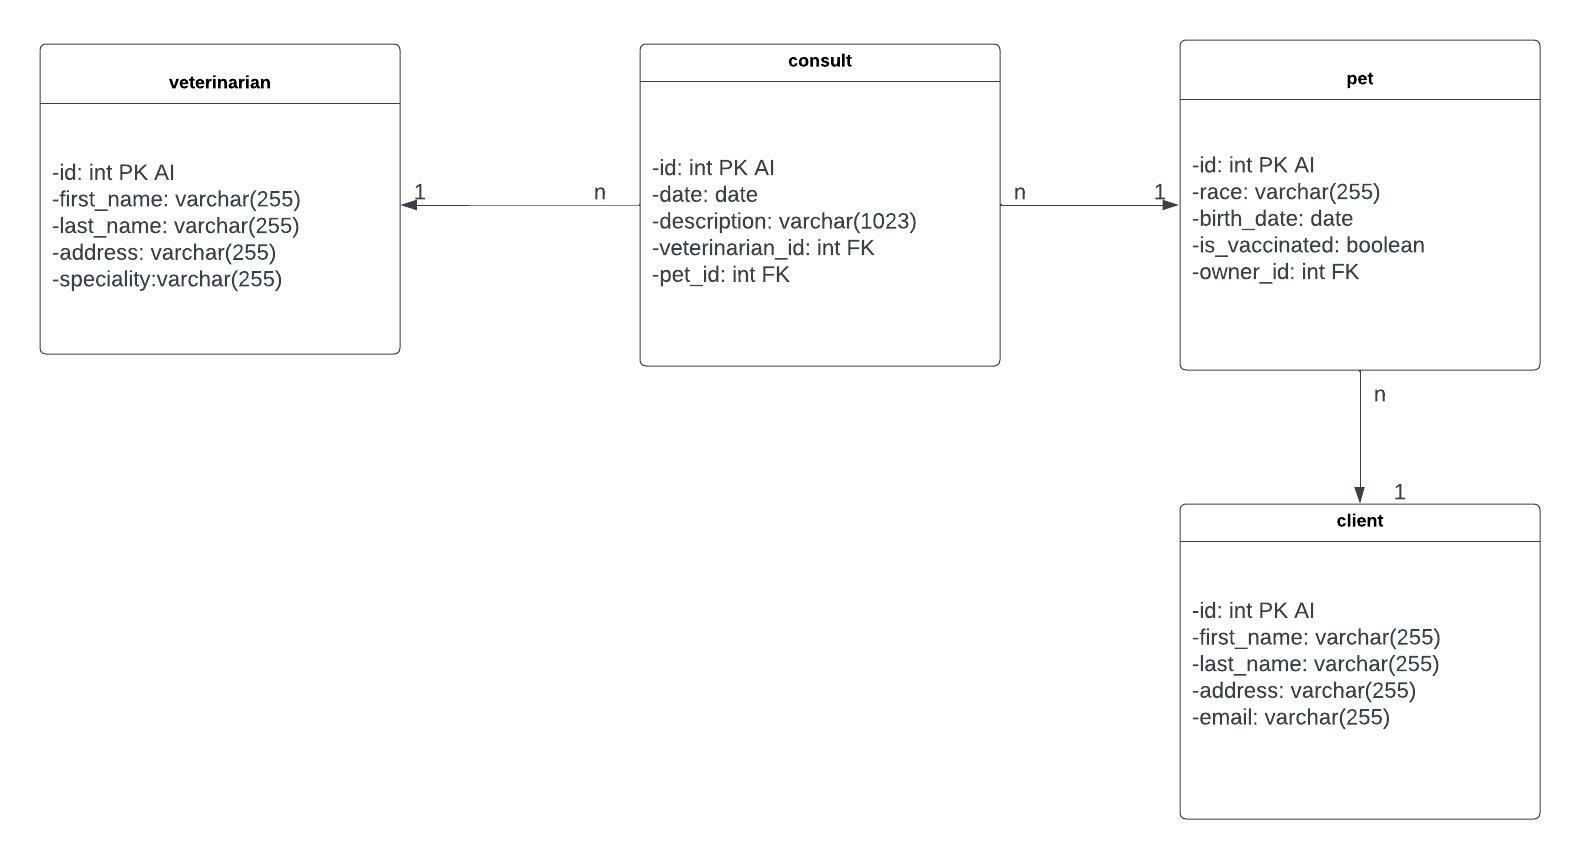 veterinarian
-id: int PK AI
-first_name: varchar(255)
-last_name: varchar(255)
-address: varchar(255)
-speciality:varchar(255)
1
n
consult
-id: int PK AI
-date: date
-description: varchar(1023)
-veterinarian_id: int FK
-pet_id: int FK
n
1
pet
-id: int PK AI
-race: varchar(255)
-birth_date: date
-is_vaccinated: boolean
-owner_id: int FK
n
1
client
-id: int PK AI
-first_name: varchar(255)
-last_name: varchar(255)
-address: varchar(255)
-email: varchar(255)